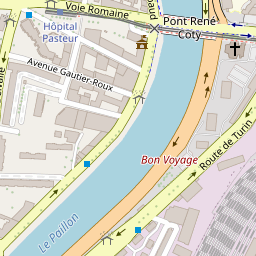 Voie Romaine
Hôpital
Pasteur
Pont René
Coty
Avenue Gautier-Roux
Bon Voyage
Route de Turin
Le Paillon